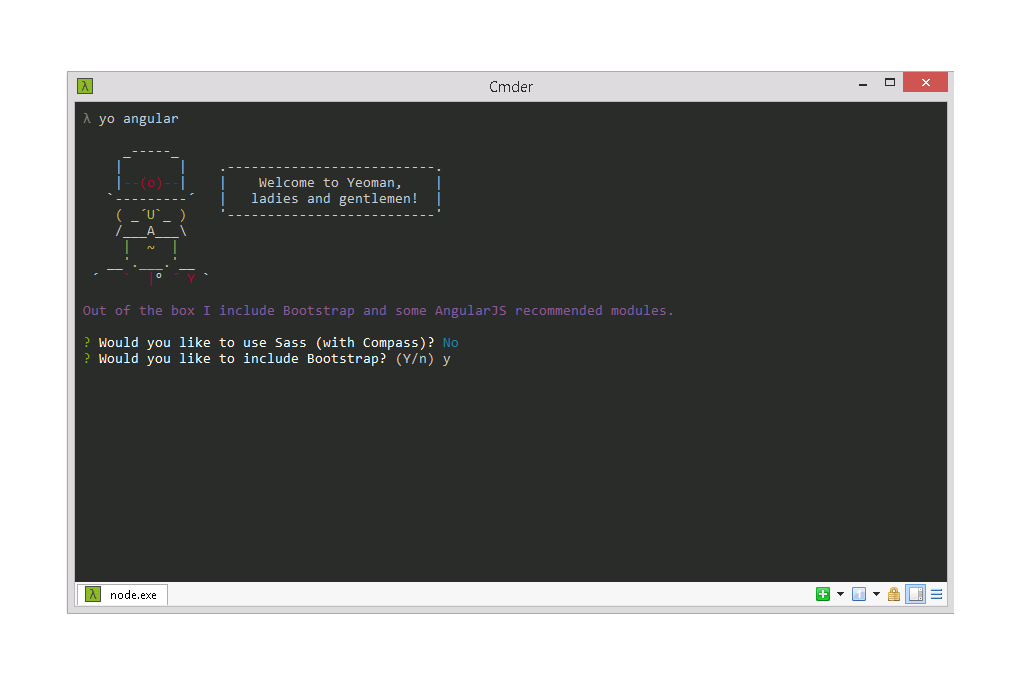 Cmder
λ yo angular
     _-----_
    |       |    .--------------------------.
    |--(o)--|    |    Welcome to Yeoman,    |
   `---------´   |   ladies and gentlemen!  |
    ( _´U`_ )    '--------------------------'
    /___A___\
     |  ~  |
   __'.___.'__
 ´   `  |° ´ Y `
Out of the box I include Bootstrap and some AngularJS recommended modules.
? Would you like to use Sass (with Compass)? No
? Would you like to include Bootstrap? (Y/n) y
λ node.exe